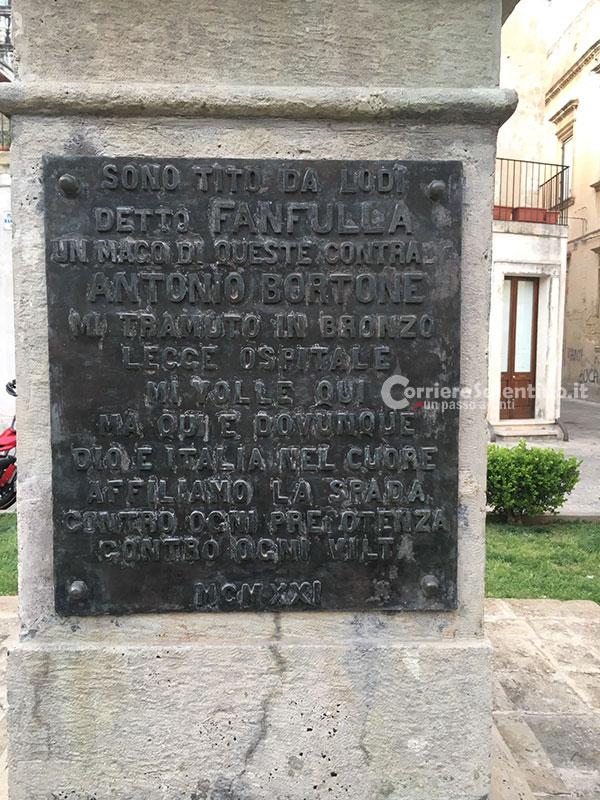 SONO TITO DA LODI
DETTO FANFULLA
UN MAGO DI QUESTE CONTRADE
ANTONIO BORTONE
MI TRAMUTO IN BRONZO
LEGGE OSPITALE
MI VOLLE QUI
MA QUI E DOVUNQUE
DIO E ITALIA NEL CUORE
AFFILIAMO LA SPADA
CONTRO OGNI PREPOTENZA
CONTRO OGNI VILTA
MCMXXI
CorriereSalentino.it
un passo avanti